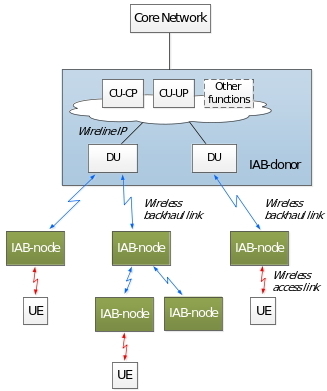 Core Network
CU-CP
CU-UP
Other
functions
Wireline IP
DU
DU
IAB-donor
Wireless
backhaul link
Wireless
backhaul link
IAB-node
IAB-node
IAB-node
Wireless
access link
UE
UE
IAB-node
IAB-node
UE